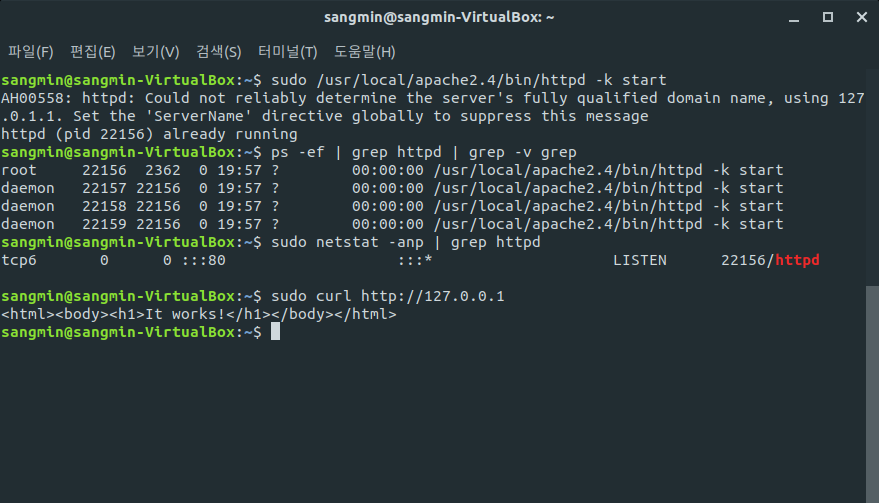 sangmin@sangmin-VirtualBox: ~
파일(F) 편집(E) 보기(V) 검색(S) 터미널(T) 도움말(H)
sangmin@sangmin-VirtualBox:~$ sudo /usr/local/apache2.4/bin/httpd -k start
AH00558: httpd: Could not reliably determine the server's fully qualified domain name, using 127
.0.1.1. Set the 'ServerName' directive globally to suppress this message
httpd (pid 22156) already running
sangmin@sangmin-VirtualBox:~$ ps -ef | grep httpd | grep -v grep
root     22156  2362  0 19:57 ?        00:00:00 /usr/local/apache2.4/bin/httpd -k start
daemon   22157 22156  0 19:57 ?        00:00:00 /usr/local/apache2.4/bin/httpd -k start
daemon   22158 22156  0 19:57 ?        00:00:00 /usr/local/apache2.4/bin/httpd -k start
daemon   22159 22156  0 19:57 ?        00:00:00 /usr/local/apache2.4/bin/httpd -k start
sangmin@sangmin-VirtualBox:~$ sudo netstat -anp | grep httpd
tcp6       0      0 :::80                   :::*                    LISTEN      22156/httpd
sangmin@sangmin-VirtualBox:~$ sudo curl http://127.0.0.1
<html><body><h1>It works!</h1></body></html>
sangmin@sangmin-VirtualBox:~$